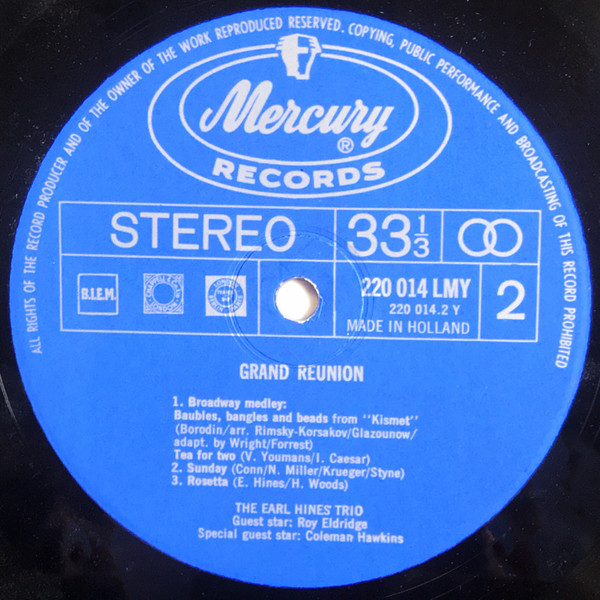 ALL RIGHTS OF THE RECORD PRODUCER AND OF THE OWNER OF THE WORK REPRODUCED RESERVED. COPYING, PUBLIC PERFORMANCE AND BROADCASTING OF THIS RECORD PROHIBITED
Mercury
®
RECORDS
STEREO
33 1/3
B.I.E.M.
220 014 LMY
220 014.2 Y
MADE IN HOLLAND
2
GRAND REUNION
1. Broadway medley:
Baubles, bangles and beads from "Kismet"
(Borodin/arr. Rimsky-Korsakov/Glazounow/
adapt. by Wright/Forrest)
Tea for two (V. Youmans/I. Caesar)
2. Sunday (Conn/N. Miller/Krueger/Styne)
3. Rosetta (E. Hines/H. Woods)
THE EARL HINES TRIO
Guest star: Roy Eldridge
Special guest star: Coleman Hawkins